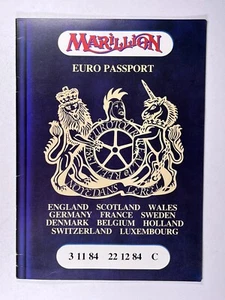 MARILLION
EURO PASSPORT
ENGLAND SCOTLAND WALES
GERMANY FRANCE SWEDEN
DENMARK BELGIUM HOLLAND
SWITZERLAND LUXEMBOURG
3 11 84 22 12 84 C